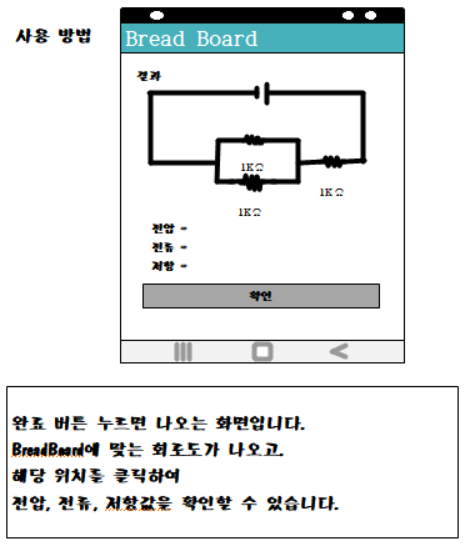 사용 방법
Bread Board
결과
1KΩ
1KΩ
1KΩ
전압 =
전류 =
저항 =
확인
완료 버튼 누르면 나오는 화면입니다.
BreadBoard에 맞는 회로도가 나오고.
해당 위치를 클릭하여
전압, 전류, 저항값을 확인할 수 있습니다.